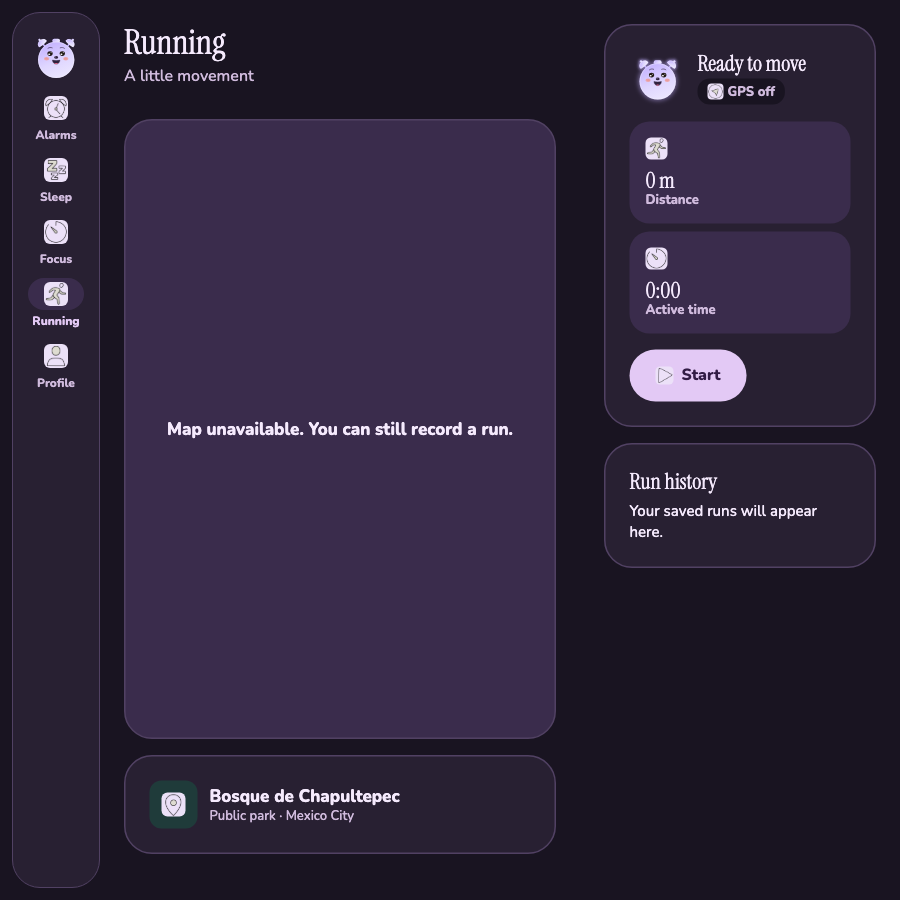 Alarms
Sleep
Focus
Running
Profile
Running
A little movement
Map unavailable. You can still record a run.
Bosque de Chapultepec
Public park · Mexico City
Ready to move
GPS off
0 m
Distance
0:00
Active time
Start
Run history
Your saved runs will appear
here.